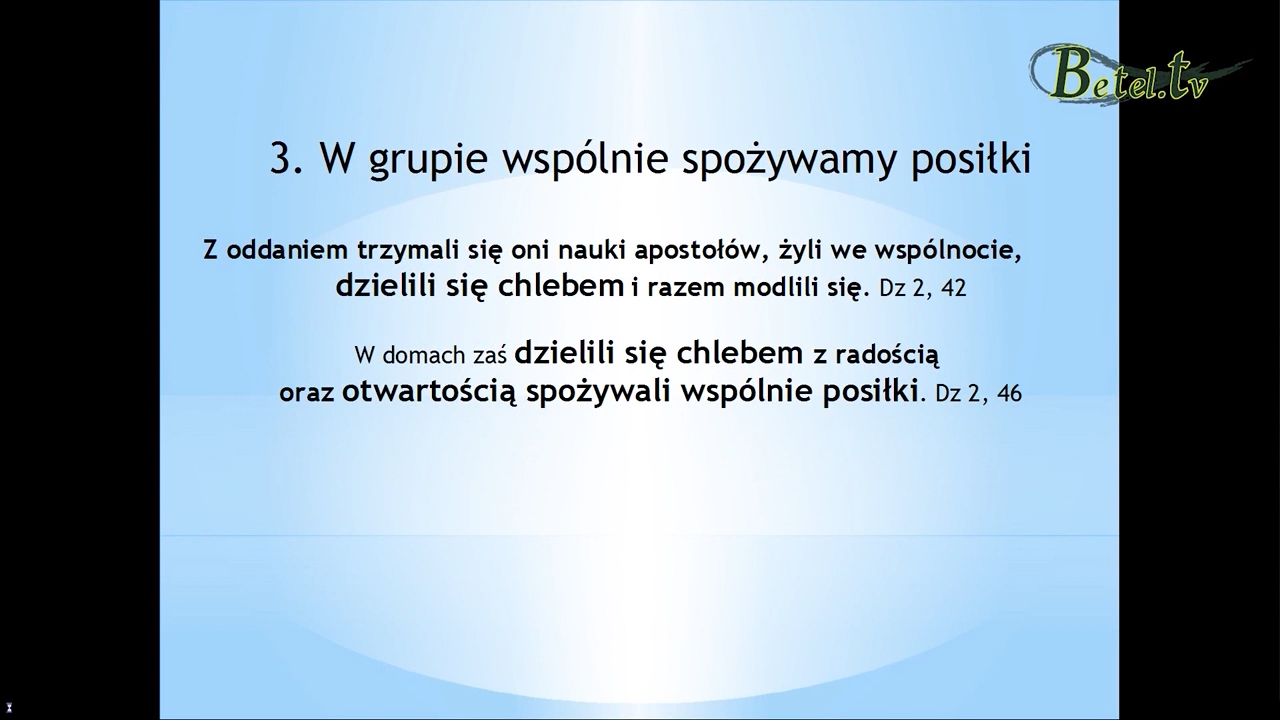 Betel.tv
3. W grupie wspólnie spożywamy posiłki
Z oddaniem trzymali się oni nauki apostołów, żyli we wspólnocie,
dzielili się chlebem i razem modlili się. Dz 2, 42
W domach zaś dzielili się chlebem z radością
oraz otwartością spożywali wspólnie posiłki. Dz 2, 46